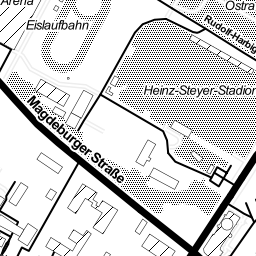 Arena
Ostra
Eislaufbahn
Rudolf-Harbig
Heinz-Steyer-Stadion
Magdeburger Straße